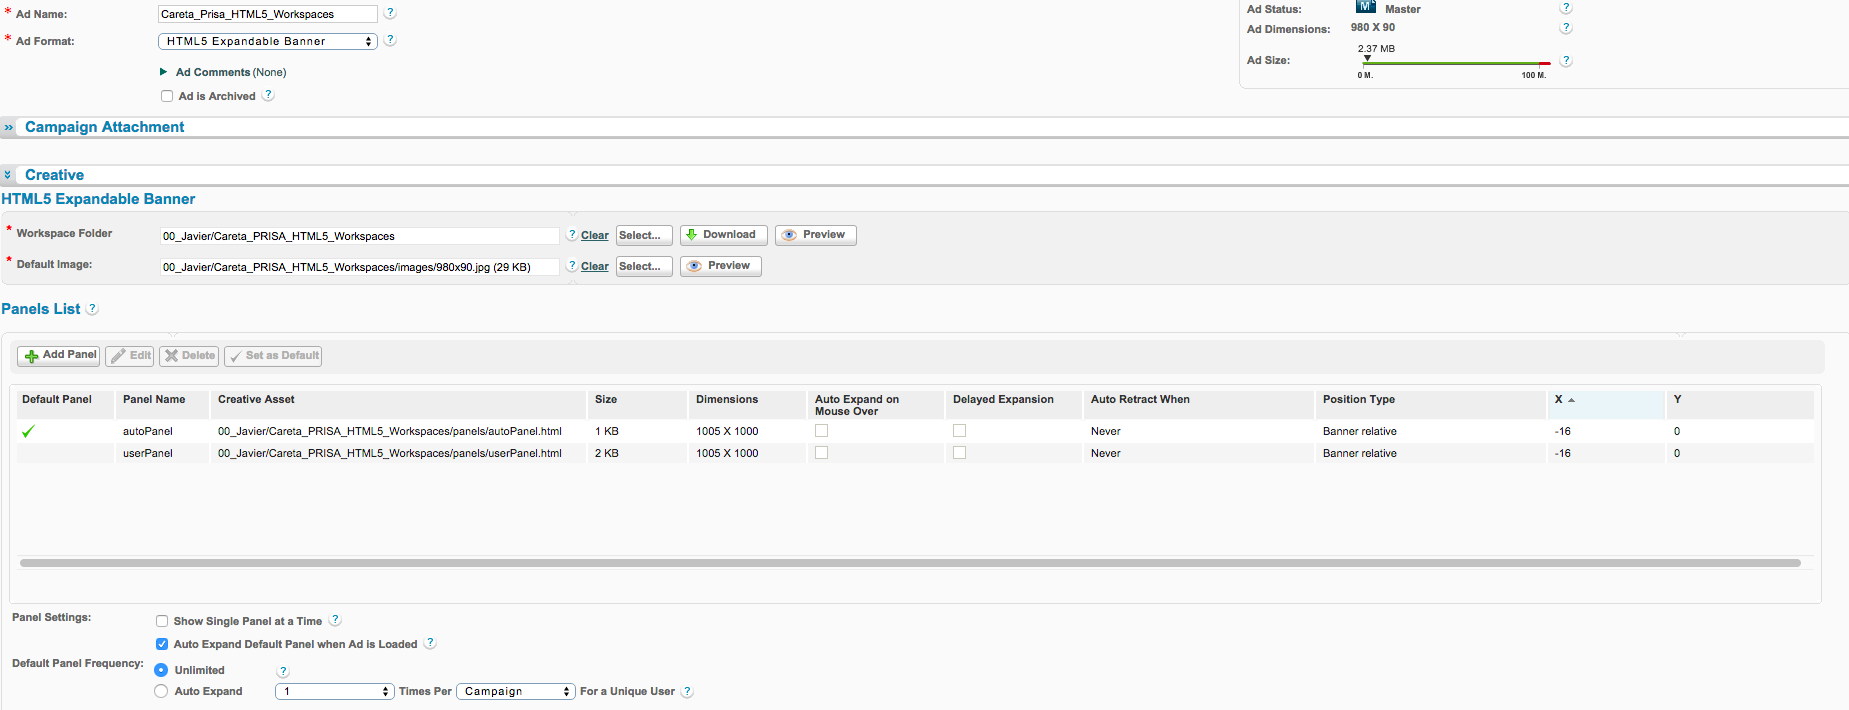 * Ad Name: Careta_Prisa_HTML5_Workspaces ?
* Ad Format: HTML5 Expandable Banner ?
Ad Comments (None)
Ad is Archived ?
Ad Status: M Master ?
Ad Dimensions: 980 X 90 ?
2.37 MB
Ad Size: ?
0 M. 100 M.
» Campaign Attachment
Creative
HTML5 Expandable Banner
* Workspace Folder 00_Javier/Careta_PRISA_HTML5_Workspaces ? Clear Select... Download Preview
* Default Image: 00_Javier/Careta_PRISA_HTML5_Workspaces/images/980x90.jpg (29 KB) ? Clear Select... Preview
Panels List ?
Add Panel Edit Delete Set as Default
Default Panel Panel Name Creative Asset Size Dimensions Auto Expand on Mouse Over Delayed Expansion Auto Retract When Position Type X Y
autoPanel 00_Javier/Careta_PRISA_HTML5_Workspaces/panels/autoPanel.html 1 KB 1005 X 1000 Never Banner relative -16 0
userPanel 00_Javier/Careta_PRISA_HTML5_Workspaces/panels/userPanel.html 2 KB 1005 X 1000 Never Banner relative -16 0
Panel Settings: Show Single Panel at a Time ?
Auto Expand Default Panel when Ad is Loaded ?
Default Panel Frequency: Unlimited ?
Auto Expand 1 Times Per Campaign For a Unique User ?